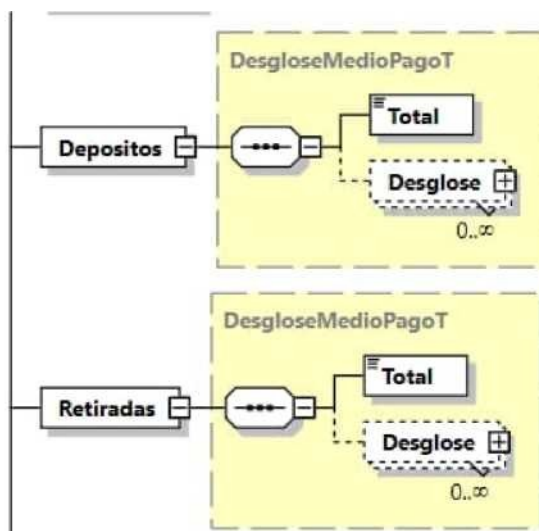 DesgloseMedioPagoT
Total
Depositos
Desglose
0..∞
DesgloseMedioPagoT
Total
Retiradas
Desglose
0..∞